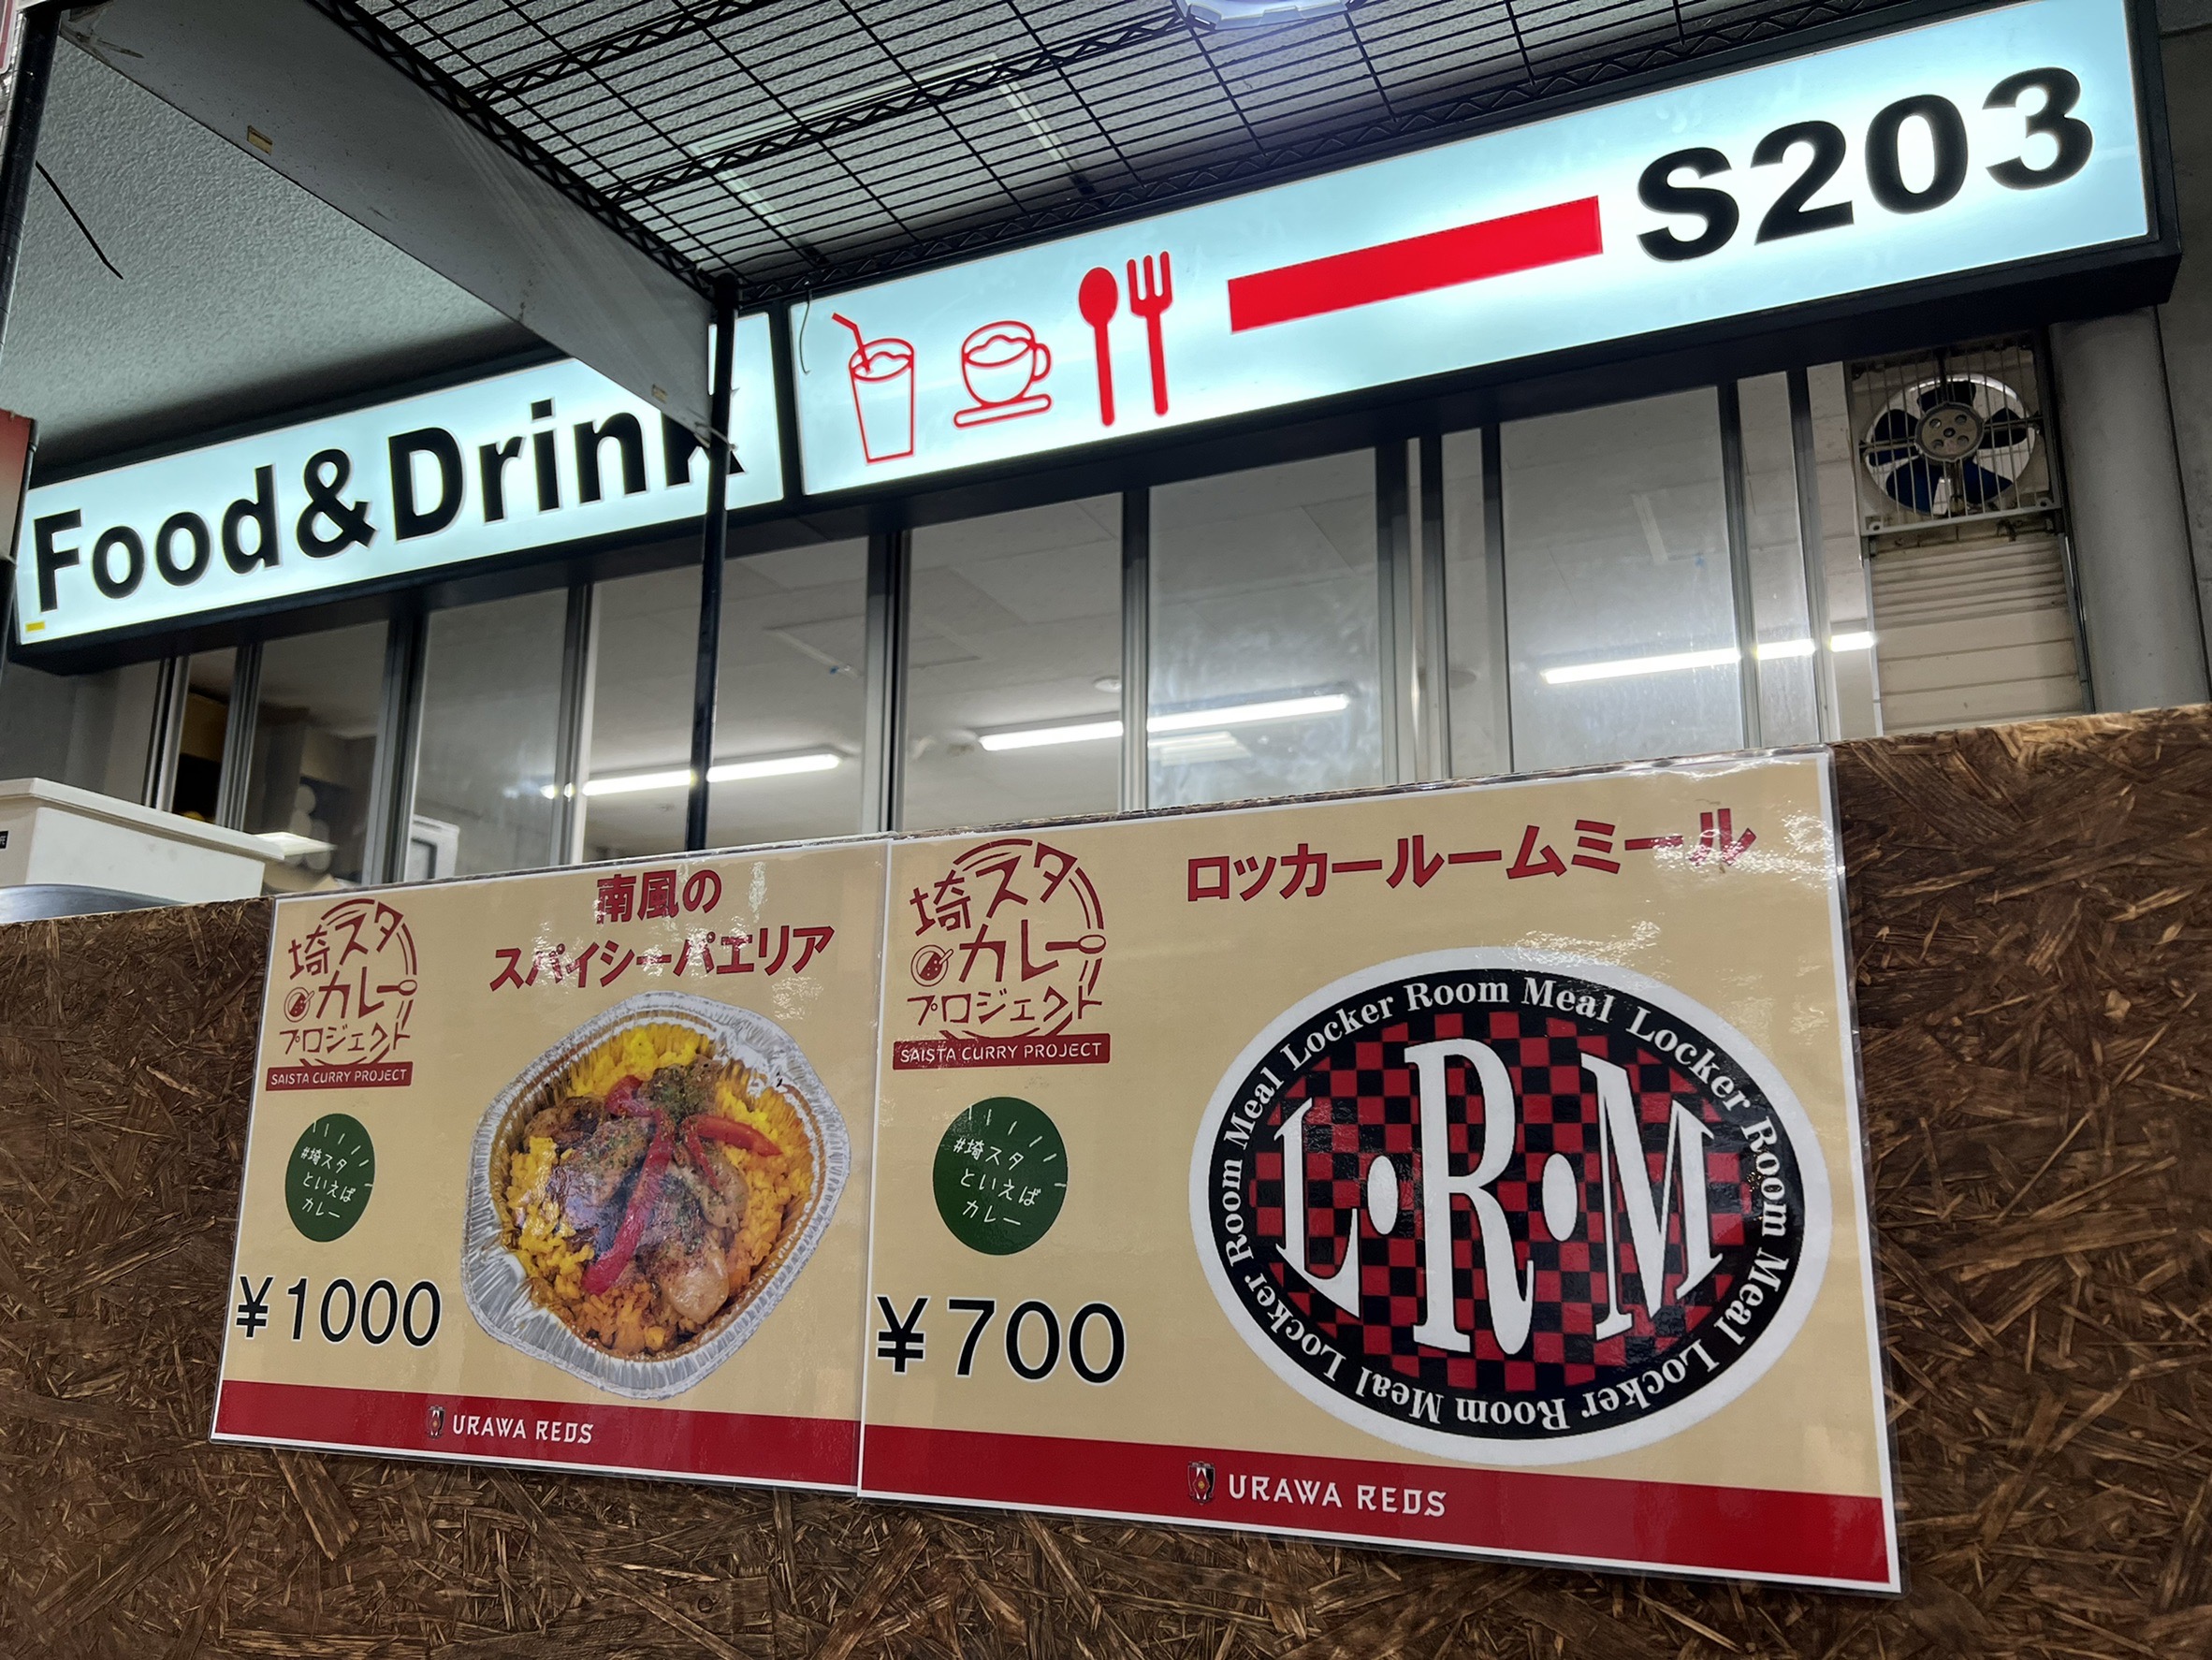 Food&Drink
S203
埼スタ
カレー
プロジェクト
SAISTA CURRY PROJECT
南風の
スパイシーパエリア
#埼スタ
といえば
カレー
¥1000
URAWA REDS
埼スタ
カレー
プロジェクト
SAISTA CURRY PROJECT
ロッカールームミール
#埼スタ
といえば
カレー
¥700
Locker Room Meal Locker Room Meal Locker Room Meal Locker Room Meal
L・R・M
URAWA REDS